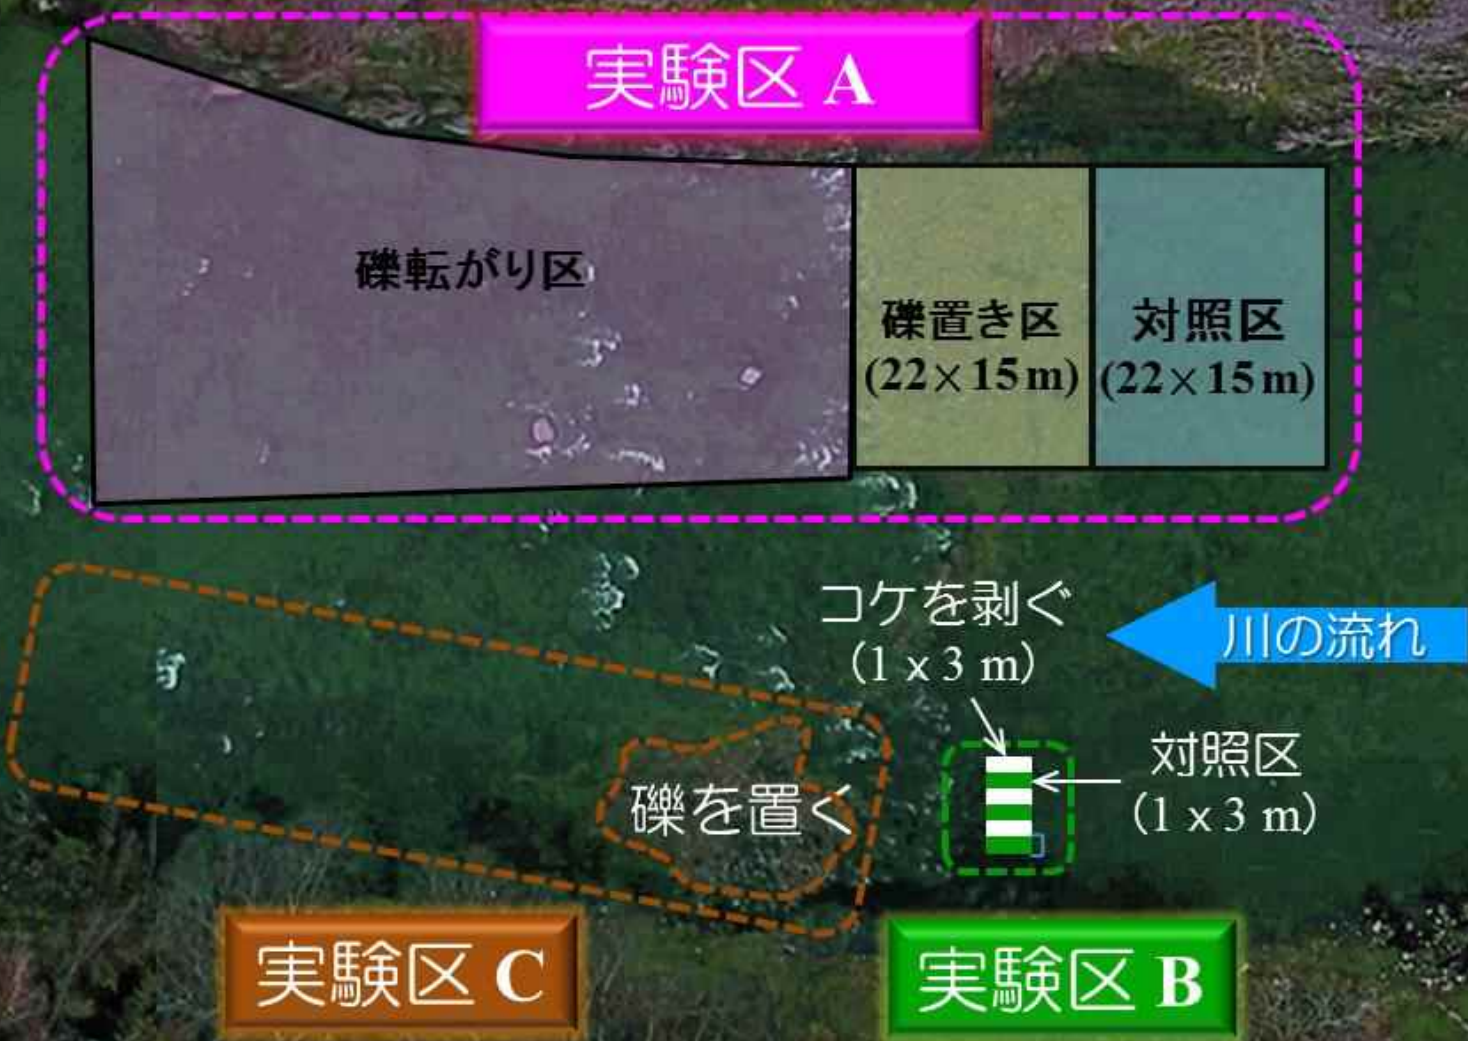 実験区 A
礫転がり区
礫置き区
(22×15m)
対照区
(22×15m)
コケを剥ぐ
(1 x 3 m)
川の流れ
対照区
(1 x 3 m)
礫を置く
実験区 C
実験区 B